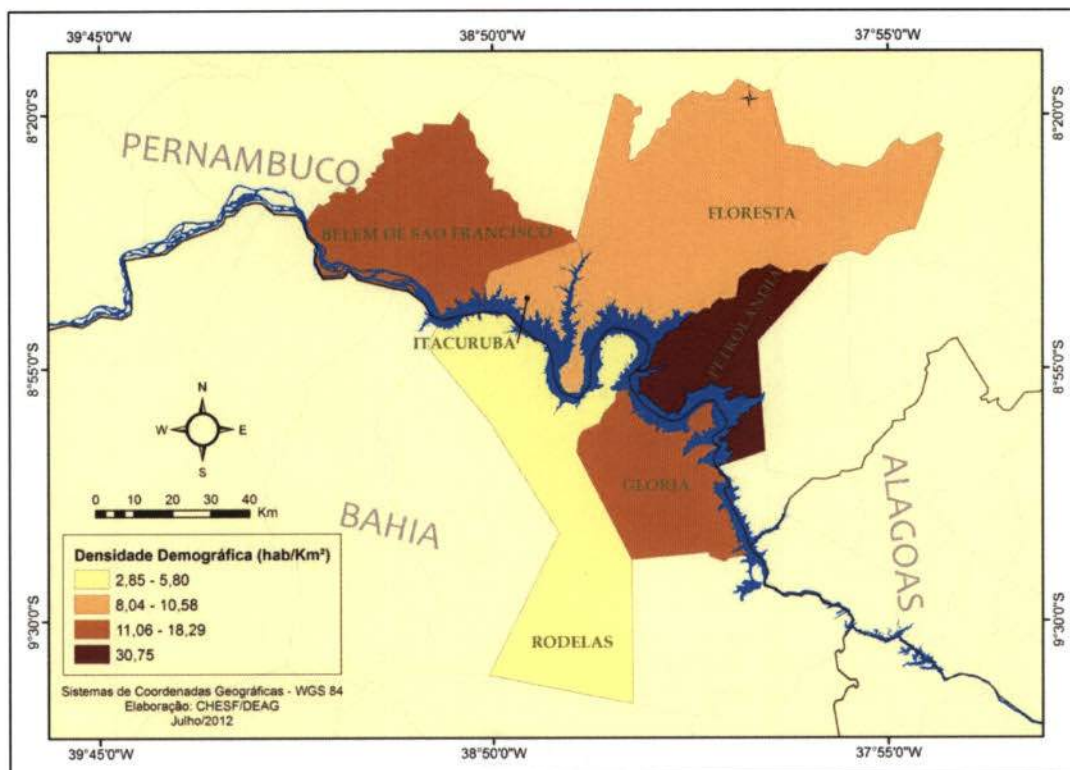 39°45'0"W 38°50'0"W 37°55'0"W
8°20'0"S 8°20'0"S
PERNAMBUCO
FLORESTA
BELEM DE SAO FRANCISCO
PETROLANDIA
ITACURUBA
8°55'0"S 8°55'0"S
N
W E
S
0 10 20 30 40
Km
GLORIA
BAHIA
ALAGOAS
Densidade Demográfica (hab/Km²)
2,85 - 5,80
8,04 - 10,58
11,06 - 18,29
30,75
RODELAS
9°30'0"S 9°30'0"S
Sistemas de Coordenadas Geográficas - WGS 84
Elaboração: CHESF/DEAG
Julho/2012
39°45'0"W 38°50'0"W 37°55'0"W